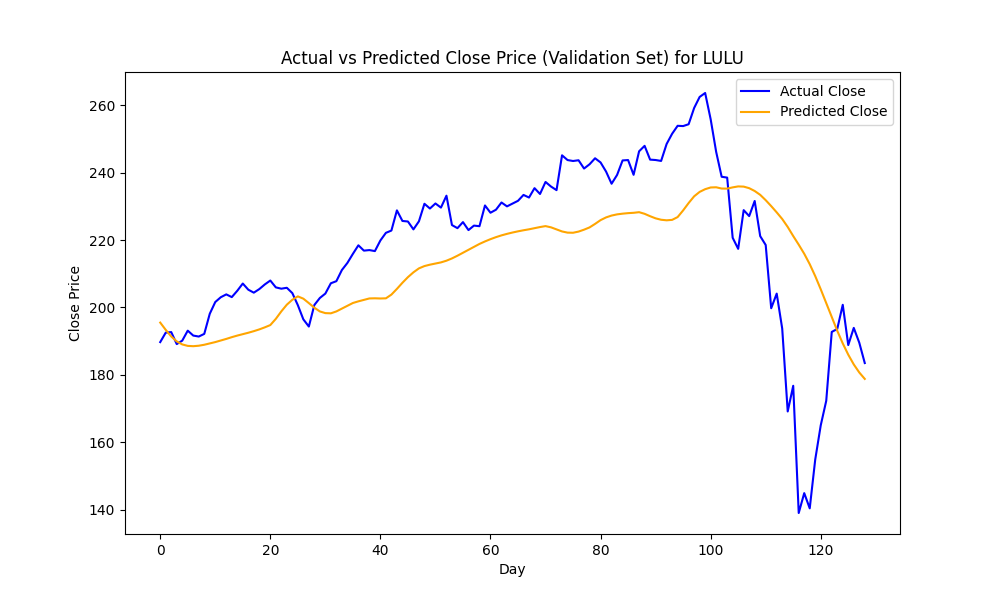 Actual vs Predicted Close Price (Validation Set) for LULU
Actual Close
Predicted Close
Close Price
260
240
220
200
180
160
140
0 20 40 60 80 100 120
Day